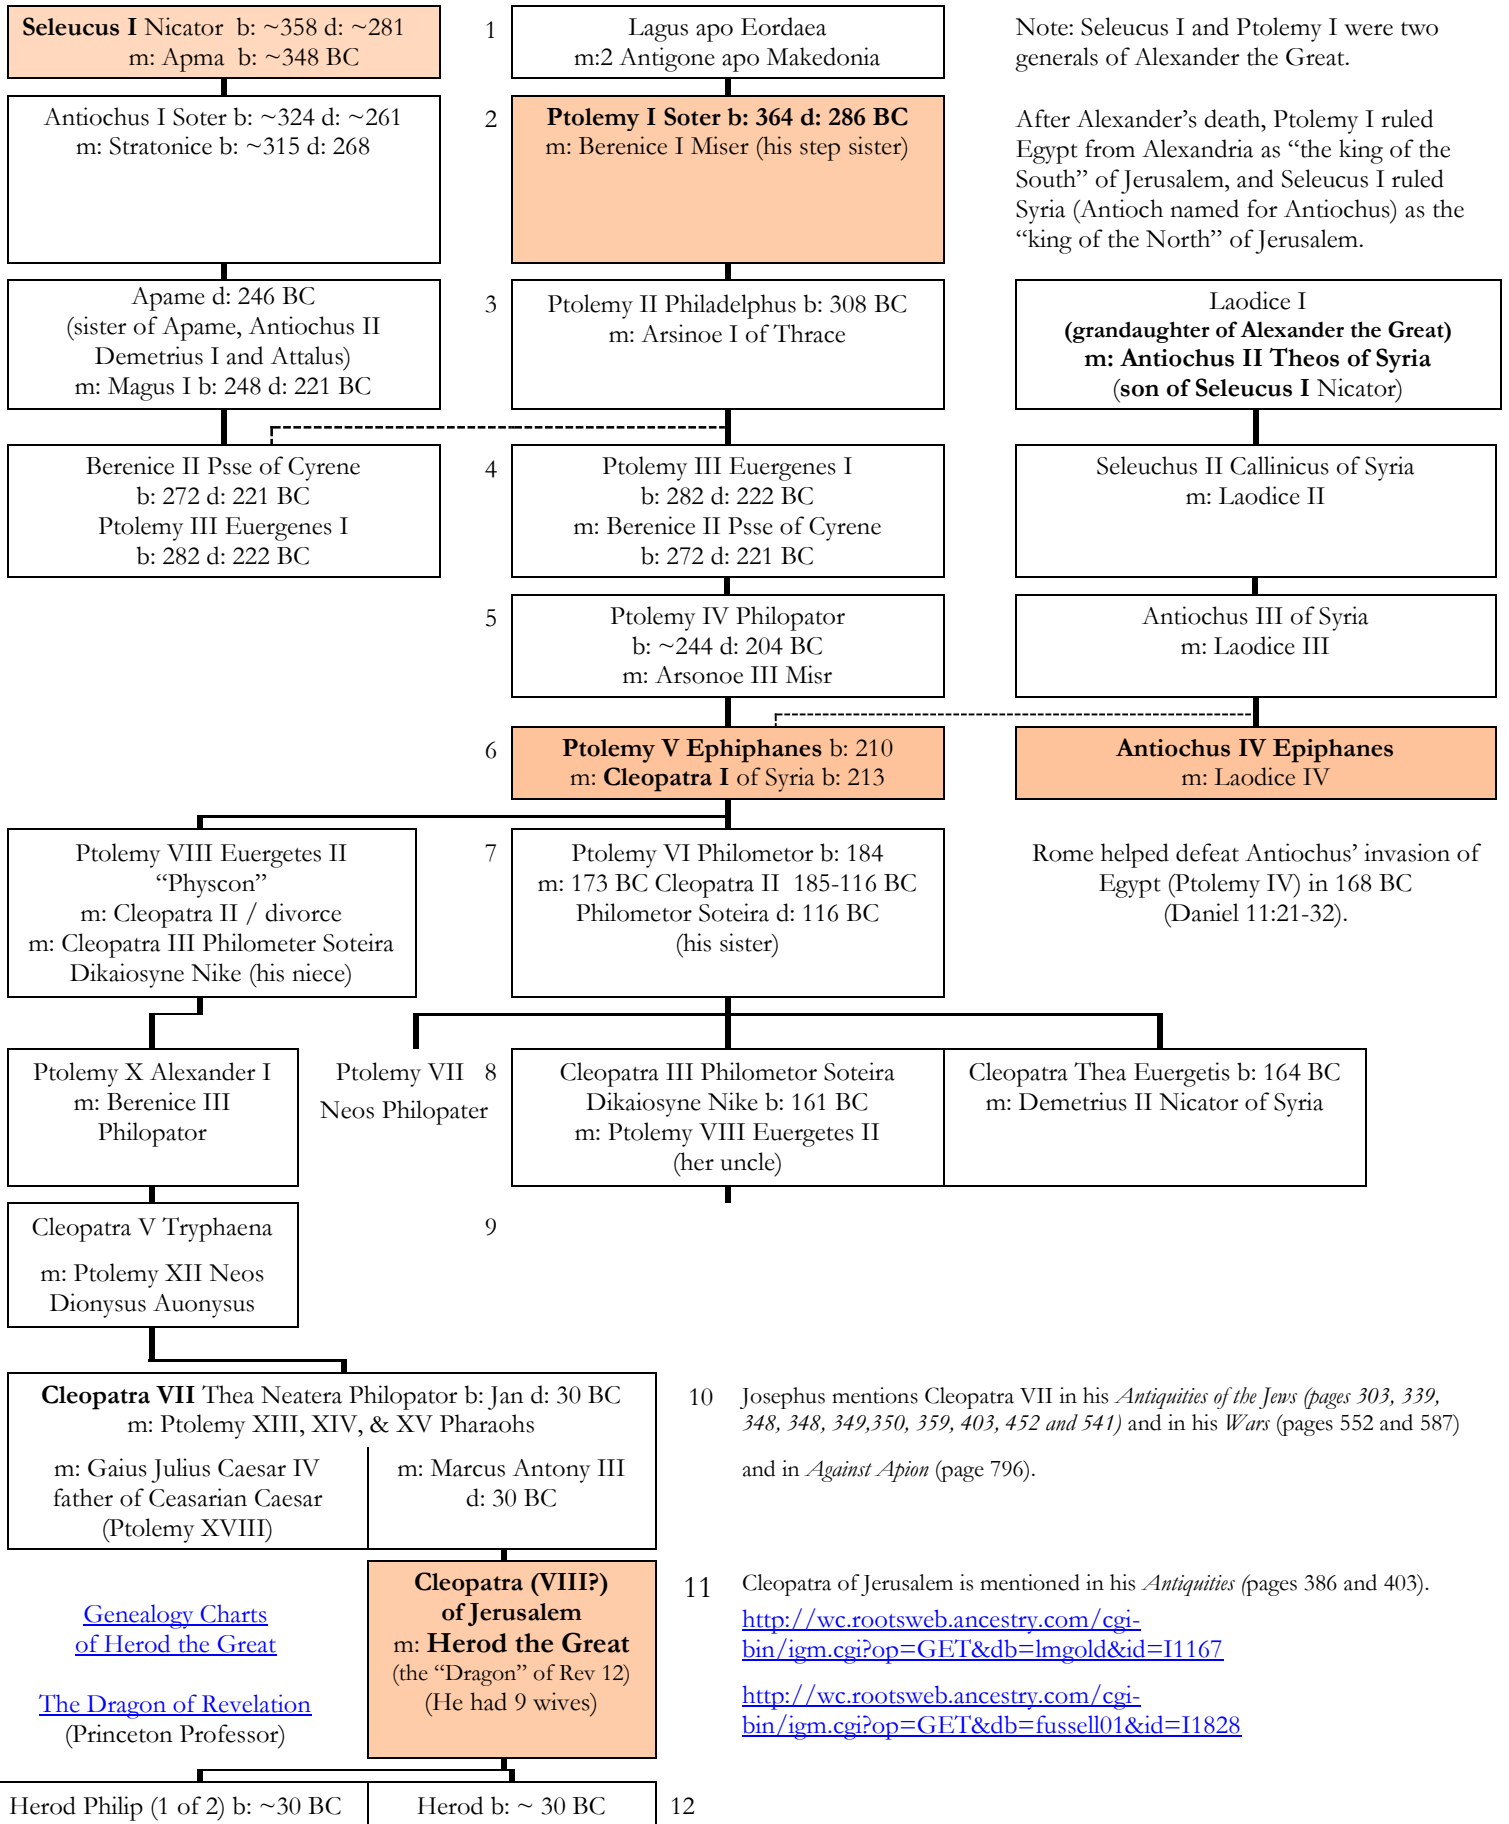 Seleucus I Nicator b: ~358 d: ~281
m: Apma b: ~348 BC
1
Lagus apo Eordaea
m:2 Antigone apo Makedonia
Note: Seleucus I and Ptolemy I were two
generals of Alexander the Great.
Antiochus I Soter b: ~324 d: ~261
m: Stratonice b: ~315 d: 268
2
Ptolemy I Soter b: 364 d: 286 BC
m: Berenice I Miser (his step sister)
After Alexander’s death, Ptolemy I ruled
Egypt from Alexandria as “the king of the
South” of Jerusalem, and Seleucus I ruled
Syria (Antioch named for Antiochus) as the
“king of the North” of Jerusalem.
Apame d: 246 BC
(sister of Apame, Antiochus II
Demetrius I and Attalus)
m: Magus I b: 248 d: 221 BC
3
Ptolemy II Philadelphus b: 308 BC
m: Arsinoe I of Thrace
Laodice I
(grandaughter of Alexander the Great)
m: Antiochus II Theos of Syria
(son of Seleucus I Nicator)
Berenice II Psse of Cyrene
b: 272 d: 221 BC
Ptolemy III Euergenes I
b: 282 d: 222 BC
4
Ptolemy III Euergenes I
b: 282 d: 222 BC
m: Berenice II Psse of Cyrene
b: 272 d: 221 BC
Seleuchus II Callinicus of Syria
m: Laodice II
5
Ptolemy IV Philopator
b: ~244 d: 204 BC
m: Arsonoe III Misr
Antiochus III of Syria
m: Laodice III
6
Ptolemy V Ephiphanes b: 210
m: Cleopatra I of Syria b: 213
Antiochus IV Epiphanes
m: Laodice IV
Ptolemy VIII Euergetes II
“Physcon”
m: Cleopatra II / divorce
m: Cleopatra III Philometer Soteira
Dikaiosyne Nike (his niece)
7
Ptolemy VI Philometor b: 184
m: 173 BC Cleopatra II 185-116 BC
Philometor Soteira d: 116 BC
(his sister)
Rome helped defeat Antiochus’ invasion of
Egypt (Ptolemy IV) in 168 BC
(Daniel 11:21-32).
Ptolemy X Alexander I
m: Berenice III
Philopator
Ptolemy VII
Neos Philopater
8
Cleopatra III Philometor Soteira
Dikaiosyne Nike b: 161 BC
m: Ptolemy VIII Euergetes II
(her uncle)
Cleopatra Thea Euergetis b: 164 BC
m: Demetrius II Nicator of Syria
Cleopatra V Tryphaena
m: Ptolemy XII Neos
Dionysus Auonysus
9
Cleopatra VII Thea Neatera Philopator b: Jan d: 30 BC
m: Ptolemy XIII, XIV, & XV Pharaohs
m: Gaius Julius Caesar IV
father of Ceasarian Caesar
(Ptolemy XVIII)
m: Marcus Antony III
d: 30 BC
10
Josephus mentions Cleopatra VII in his Antiquities of the Jews (pages 303, 339,
348, 348, 349,350, 359, 403, 452 and 541) and in his Wars (pages 552 and 587)
and in Against Apion (page 796).
Genealogy Charts
of Herod the Great
The Dragon of Revelation
(Princeton Professor)
Cleopatra (VIII?)
of Jerusalem
m: Herod the Great
(the “Dragon” of Rev 12)
(He had 9 wives)
11
Cleopatra of Jerusalem is mentioned in his Antiquities (pages 386 and 403).
http://wc.rootsweb.ancestry.com/cgi-
bin/igm.cgi?op=GET&db=lmgold&id=I1167
http://wc.rootsweb.ancestry.com/cgi-
bin/igm.cgi?op=GET&db=fussell01&id=I1828
Herod Philip (1 of 2) b: ~30 BC
Herod b: ~ 30 BC
12